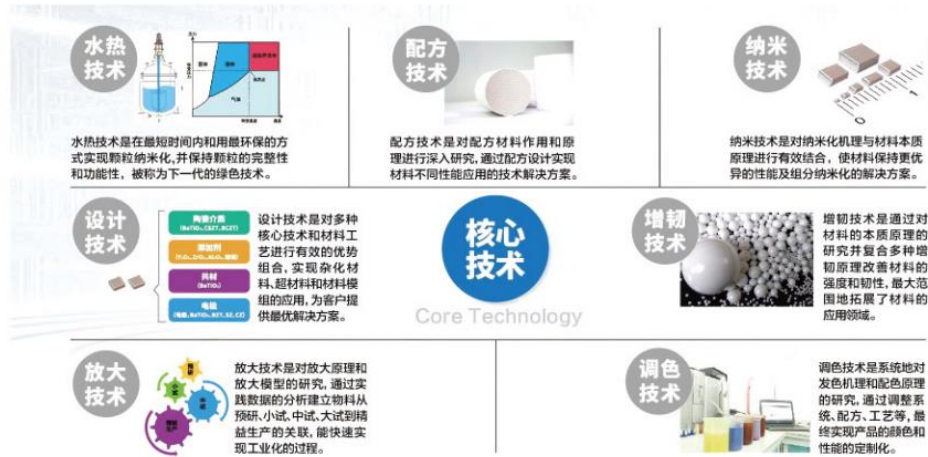 水热
技术
固体
液体
气体
水热技术是在最短时间内和用最环保的方
式实现颗粒纳米化,并保持颗粒的完整性
和功能性，被称为下一代的绿色技术。
配方
技术
配方技术是对配方材料作用和原
理进行深入研究,通过配方设计实现
材料不同性能应用的技术解决方案。
纳米
技术
纳米技术是对纳米化机理与材料本质
原理进行有效结合，使材料保持更优
异的性能及组分纳米化的解决方案。
设计
技术
陶瓷介质
添加剂
共材
(BaTiO₃)
电极
设计技术是对多种
核心技术和材料工
艺进行有效的优势
组合,实现杂化材
料、超材料和材料模
组的应用,为客户提
供最优解决方案。
核心
技术
Core Technology
增韧
技术
增韧技术是通过对
材料的本质原理的
研究并复合多种增
韧原理改善材料的
强度和韧性,最大范
围地拓展了材料的
应用领域。
放大
技术
预研
小试
中试
放大技术是对放大原理和
放大模型的研究,通过实
践数据的分析建立物料从
预研、小试、中试、大试到精
益生产的关联,能快速实
现工业化的过程。
调色
技术
调色技术是系统地对
发色机理和配色原理
的研究,通过调整系
统、配方、工艺等,最
终实现产品的颜色和
性能的定制化。